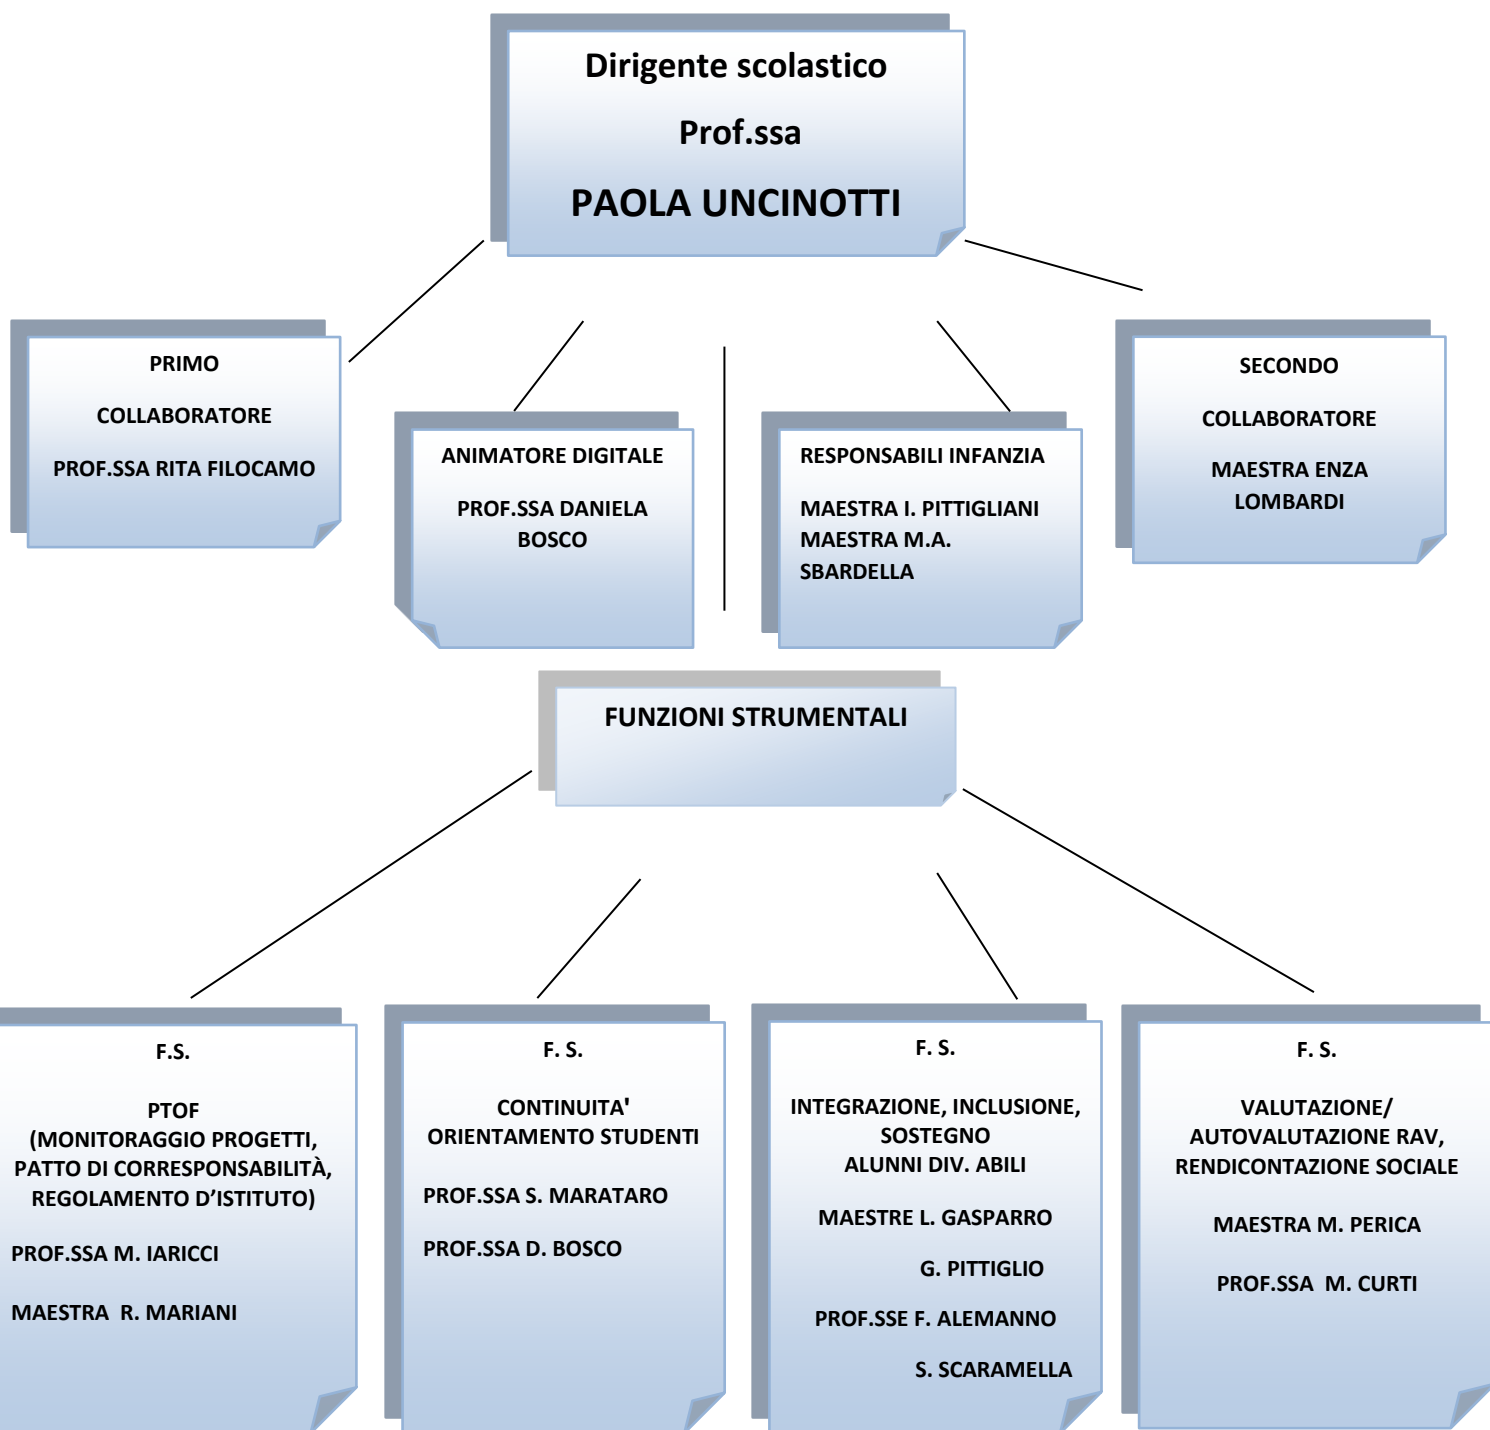 Dirigente scolastico
Prof.ssa
PAOLA UNCINOTTI
PRIMO
COLLABORATORE
PROF.SSA RITA FILOCAMO
ANIMATORE DIGITALE
PROF.SSA DANIELA
BOSCO
RESPONSABILI INFANZIA
MAESTRA I. PITTIGLIANI
MAESTRA M.A.
SBARDELLA
SECONDO
COLLABORATORE
MAESTRA ENZA
LOMBARDI
FUNZIONI STRUMENTALI
F.S.
PTOF
(MONITORAGGIO PROGETTI,
PATTO DI CORRESPONSABILITÀ,
REGOLAMENTO D’ISTITUTO)
PROF.SSA M. IARICCI
MAESTRA  R. MARIANI
F. S.
CONTINUITA'
ORIENTAMENTO STUDENTI
PROF.SSA S. MARATARO
PROF.SSA D. BOSCO
F. S.
INTEGRAZIONE, INCLUSIONE,
SOSTEGNO
ALUNNI DIV. ABILI
MAESTRE L. GASPARRO
G. PITTIGLIO
PROF.SSE F. ALEMANNO
S. SCARAMELLA
F. S.
VALUTAZIONE/
AUTOVALUTAZIONE RAV,
RENDICONTAZIONE SOCIALE
MAESTRA M. PERICA
PROF.SSA  M. CURTI